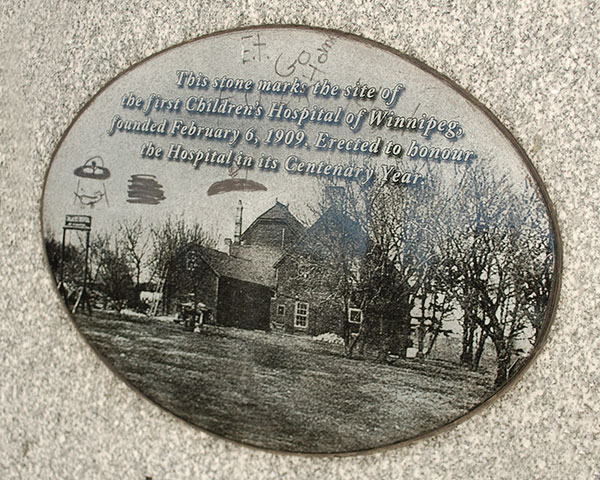 E.T. GO
This stone marks the site of
the first Children's Hospital of Winnipeg,
founded February 6, 1909. Erected to honour
the Hospital in its Centenary Year.